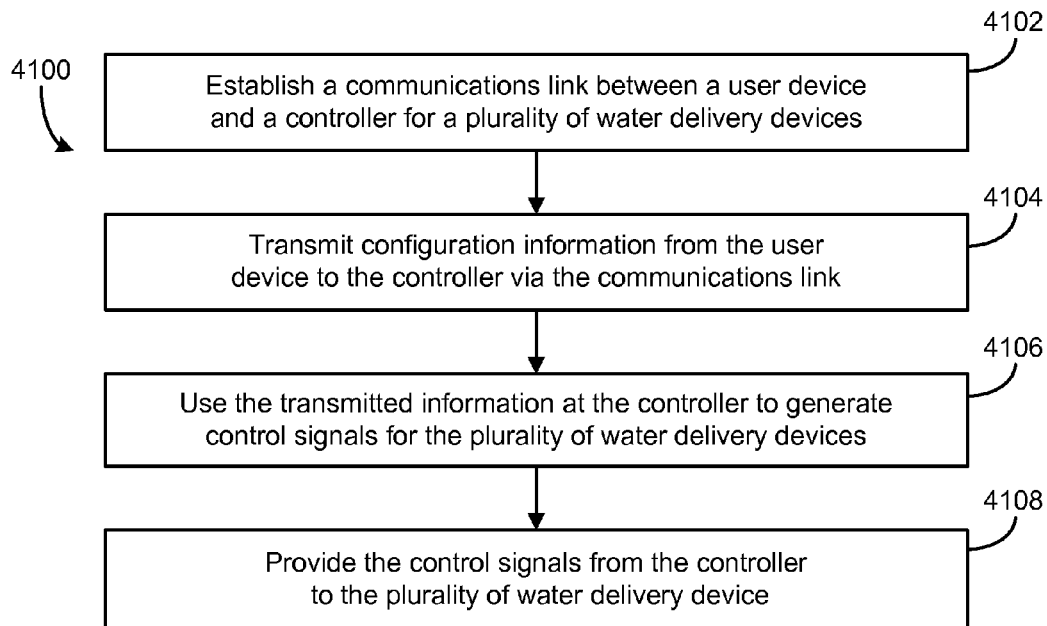 4102
4100
Establish a communications link between a user device
and a controller for a plurality of water delivery devices
4104
Transmit configuration information from the user
device to the controller via the communications link
4106
Use the transmitted information at the controller to generate
control signals for the plurality of water delivery devices
4108
Provide the control signals from the controller
to the plurality of water delivery device